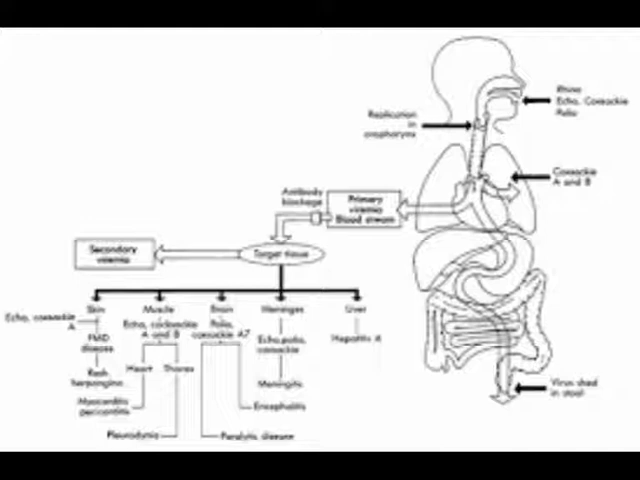 Rhino
Echo, Coxsackie
Polio
Replication
in
oropharynx
Coxsackie
A and B
Antibody
blockage
Primary
viremia
Blood stream
Secondary
viremia
Target tissue
Skin
Muscle
Brain
Meninges
Liver
Echo, coxsackie
A
Echo, coxsackie
A and B
Polio,
coxsackie A7
Echo, polio,
coxsackie
Hepatitis A
FMD
disease
Rash
herpangina
Heart
Thorax
Meningitis
Myocarditis
pericarditis
Encephalitis
Pleurodynia
Paralytic disease
Virus shed
in stool